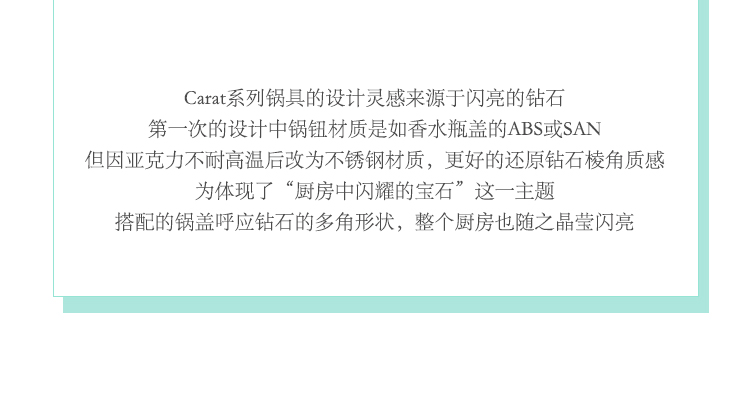 Carat系列锅具的设计灵感来源于闪亮的钻石
第一次的设计中锅钮材质是如香水瓶盖的ABS或SAN
但因亚克力不耐高温后改为不锈钢材质，更好的还原钻石棱角质感
为体现了“厨房中闪耀的宝石”这一主题
搭配的锅盖呼应钻石的多角形状，整个厨房也随之晶莹闪亮